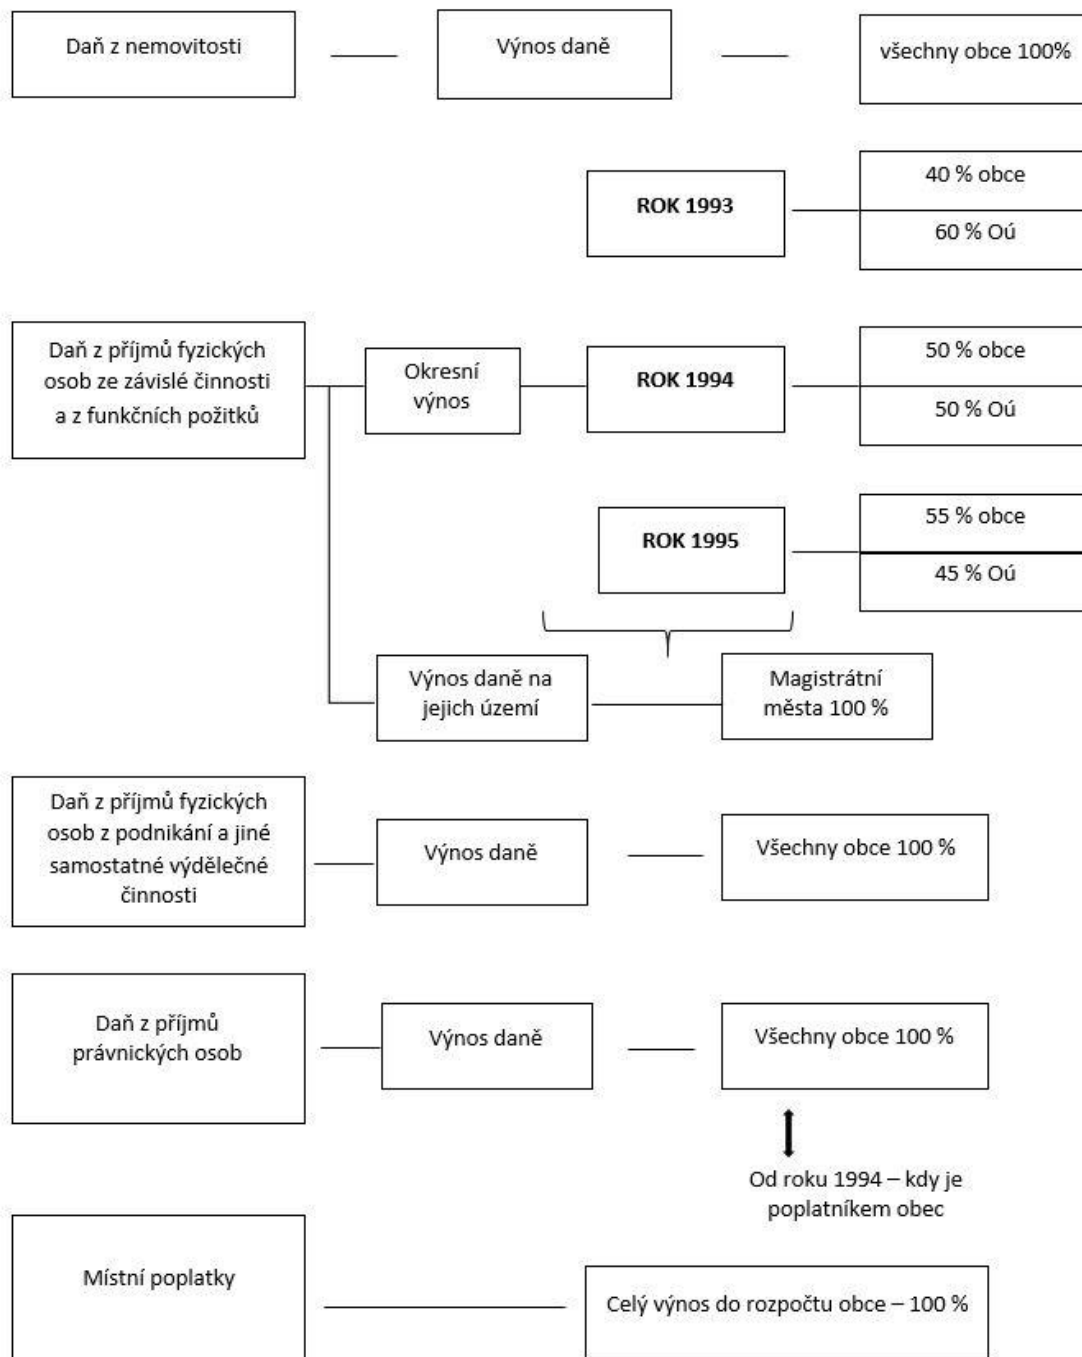 Daň z nemovitosti
Výnos daně
všechny obce 100%
ROK 1993
40 % obce
60 % Oú
Daň z příjmů fyzických
osob ze závislé činnosti
a z funkčních požitků
Okresní
výnos
ROK 1994
50 % obce
50 % Oú
ROK 1995
55 % obce
45 % Oú
Výnos daně na
jejich území
Magistrátní
města 100 %
Daň z příjmů fyzických
osob z podnikání a jiné
samostatné výdělečné
činnosti
Výnos daně
Všechny obce 100 %
Daň z příjmů
právnických osob
Výnos daně
Všechny obce 100 %
Od roku 1994 – kdy je
poplatníkem obec
Místní poplatky
Celý výnos do rozpočtu obce – 100 %